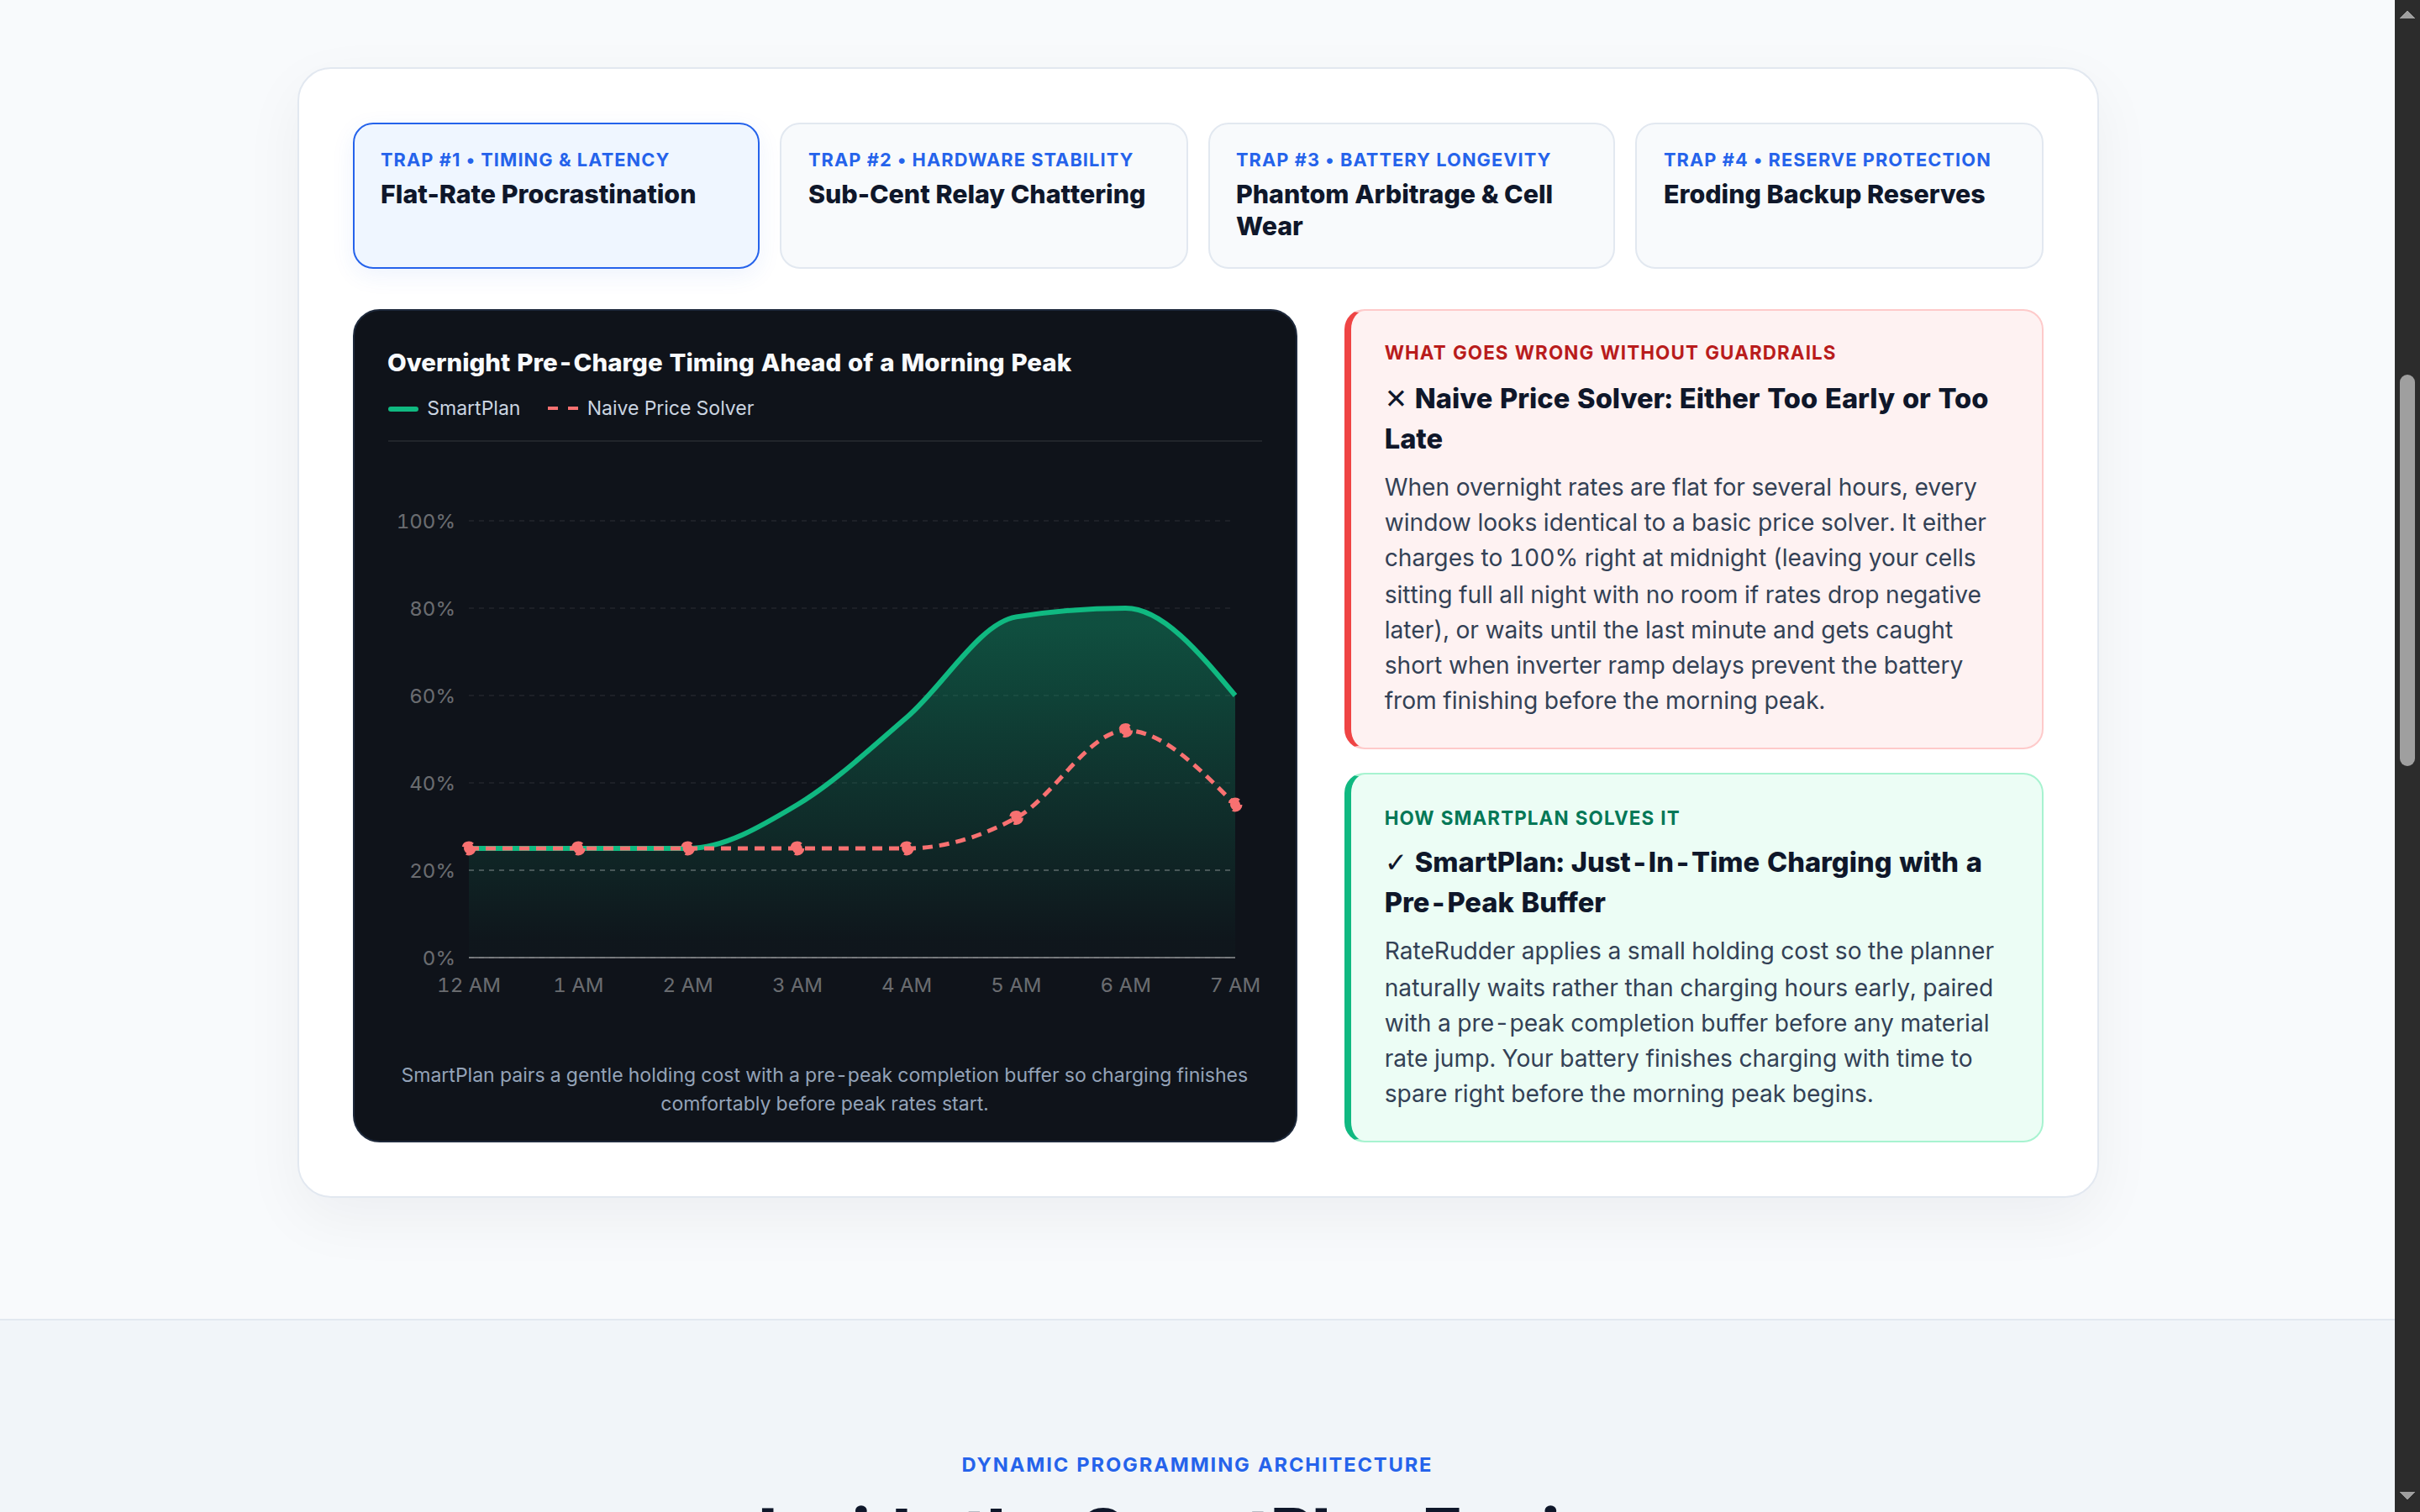 TRAP #1 • TIMING & LATENCY
Flat-Rate Procrastination
TRAP #2 • HARDWARE STABILITY
Sub-Cent Relay Chattering
TRAP #3 • BATTERY LONGEVITY
Phantom Arbitrage & Cell
Wear
TRAP #4 • RESERVE PROTECTION
Eroding Backup Reserves
Overnight Pre-Charge Timing Ahead of a Morning Peak
SmartPlan
Naive Price Solver
100%
80%
60%
40%
20%
0%
12 AM
1 AM
2 AM
3 AM
4 AM
5 AM
6 AM
7 AM
SmartPlan pairs a gentle holding cost with a pre-peak completion buffer so charging finishes
comfortably before peak rates start.
WHAT GOES WRONG WITHOUT GUARDRAILS
✕ Naive Price Solver: Either Too Early or Too
Late
When overnight rates are flat for several hours, every
window looks identical to a basic price solver. It either
charges to 100% right at midnight (leaving your cells
sitting full all night with no room if rates drop negative
later), or waits until the last minute and gets caught
short when inverter ramp delays prevent the battery
from finishing before the morning peak.
HOW SMARTPLAN SOLVES IT
✓ SmartPlan: Just-In-Time Charging with a
Pre-Peak Buffer
RateRudder applies a small holding cost so the planner
naturally waits rather than charging hours early, paired
with a pre-peak completion buffer before any material
rate jump. Your battery finishes charging with time to
spare right before the morning peak begins.
DYNAMIC PROGRAMMING ARCHITECTURE